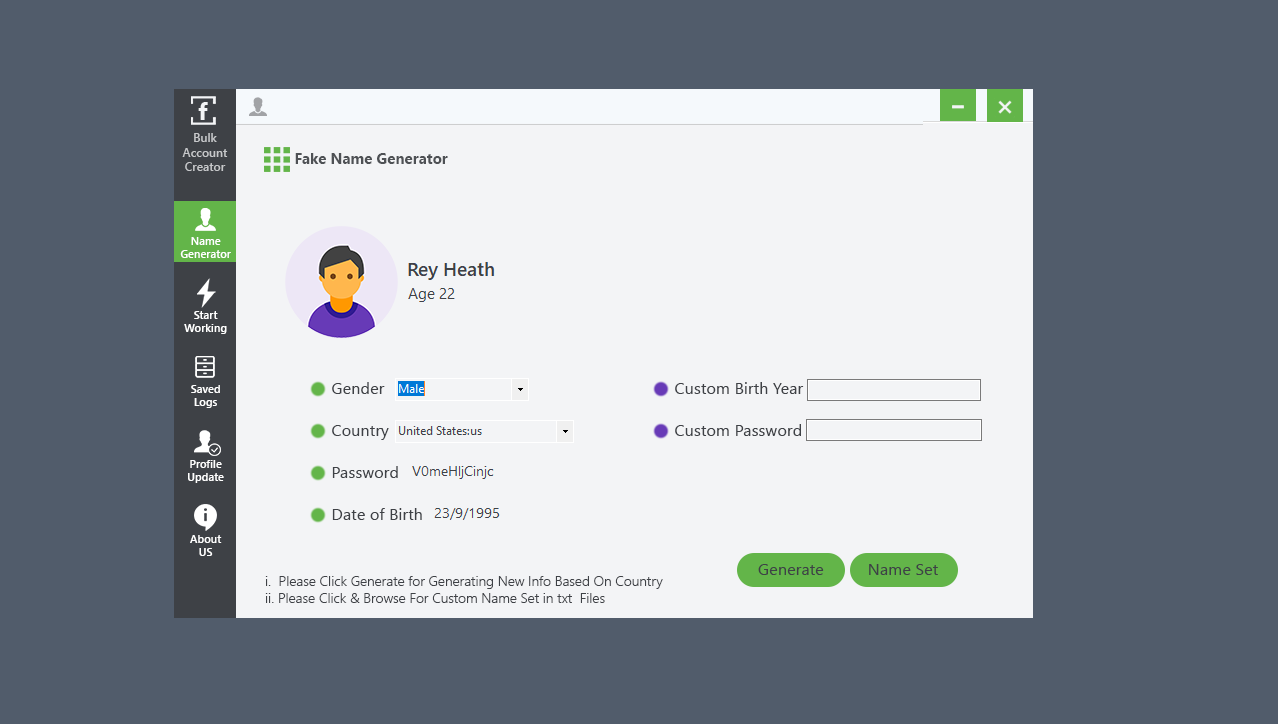 f
Bulk
Account
Creator
Name
Generator
Start
Working
Saved
Logs
Profile
Update
About
US
Fake Name Generator
Rey Heath
Age 22
Gender Male
Custom Birth Year
Country United States:us
Custom Password
Password V0meHljCinjc
Date of Birth 23/9/1995
Generate Name Set
i. Please Click Generate for Generating New Info Based On Country
ii. Please Click & Browse For Custom Name Set in txt Files